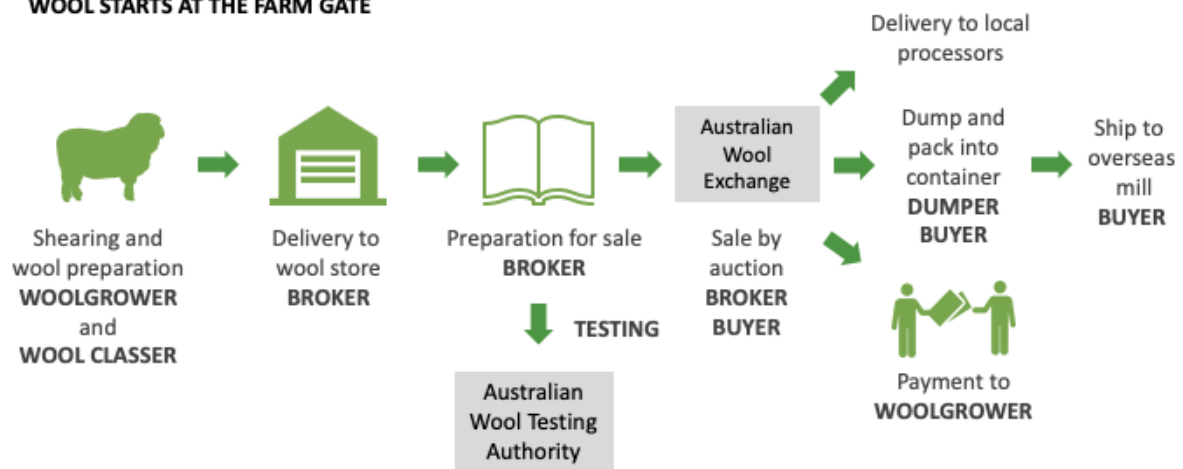 WOOL STARTS AT THE FARM GATE
Shearing and
wool preparation
WOOLGROWER
and
WOOL CLASSER
Delivery to
wool store
BROKER
Preparation for sale
BROKER
TESTING
Australian
Wool Testing
Authority
Australian
Wool
Exchange
Sale by
auction
BROKER
BUYER
Delivery to local
processors
Dump and
pack into
container
DUMPER
BUYER
Ship to
overseas
mill
BUYER
Payment to
WOOLGROWER